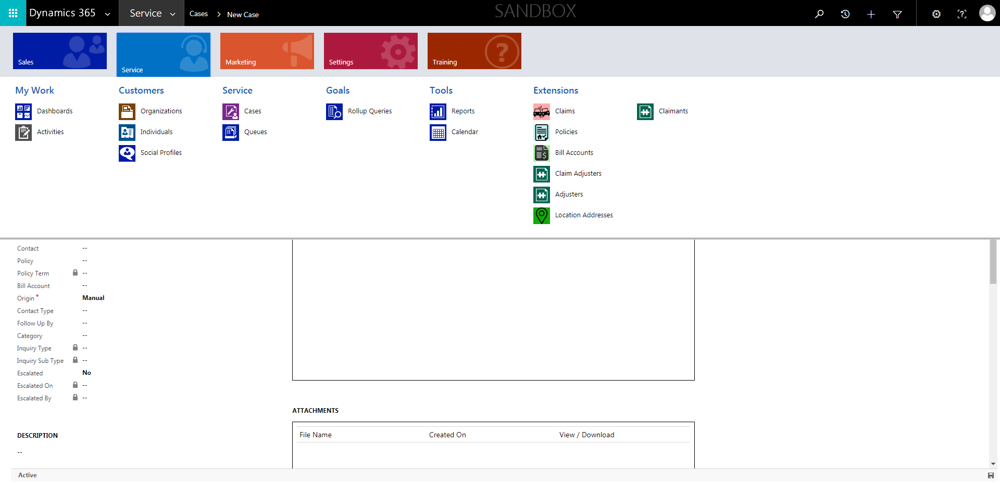 Dynamics 365
Service
Cases > New Case
SANDBOX
Sales
Service
Marketing
Settings
Training
My Work
Dashboards
Activities
Customers
Organizations
Individuals
Social Profiles
Service
Cases
Queues
Goals
Rollup Queries
Tools
Reports
Calendar
Extensions
Claims
Policies
Bill Accounts
Claim Adjusters
Adjusters
Location Addresses
Claimants
Contact --
Policy --
Policy Term --
Bill Account --
Origin* Manual
Contact Type --
Follow Up By --
Category --
Inquiry Type --
Inquiry Sub Type --
Escalated No
Escalated On --
Escalated By --
DESCRIPTION
--
ATTACHMENTS
File Name Created On View / Download
Active